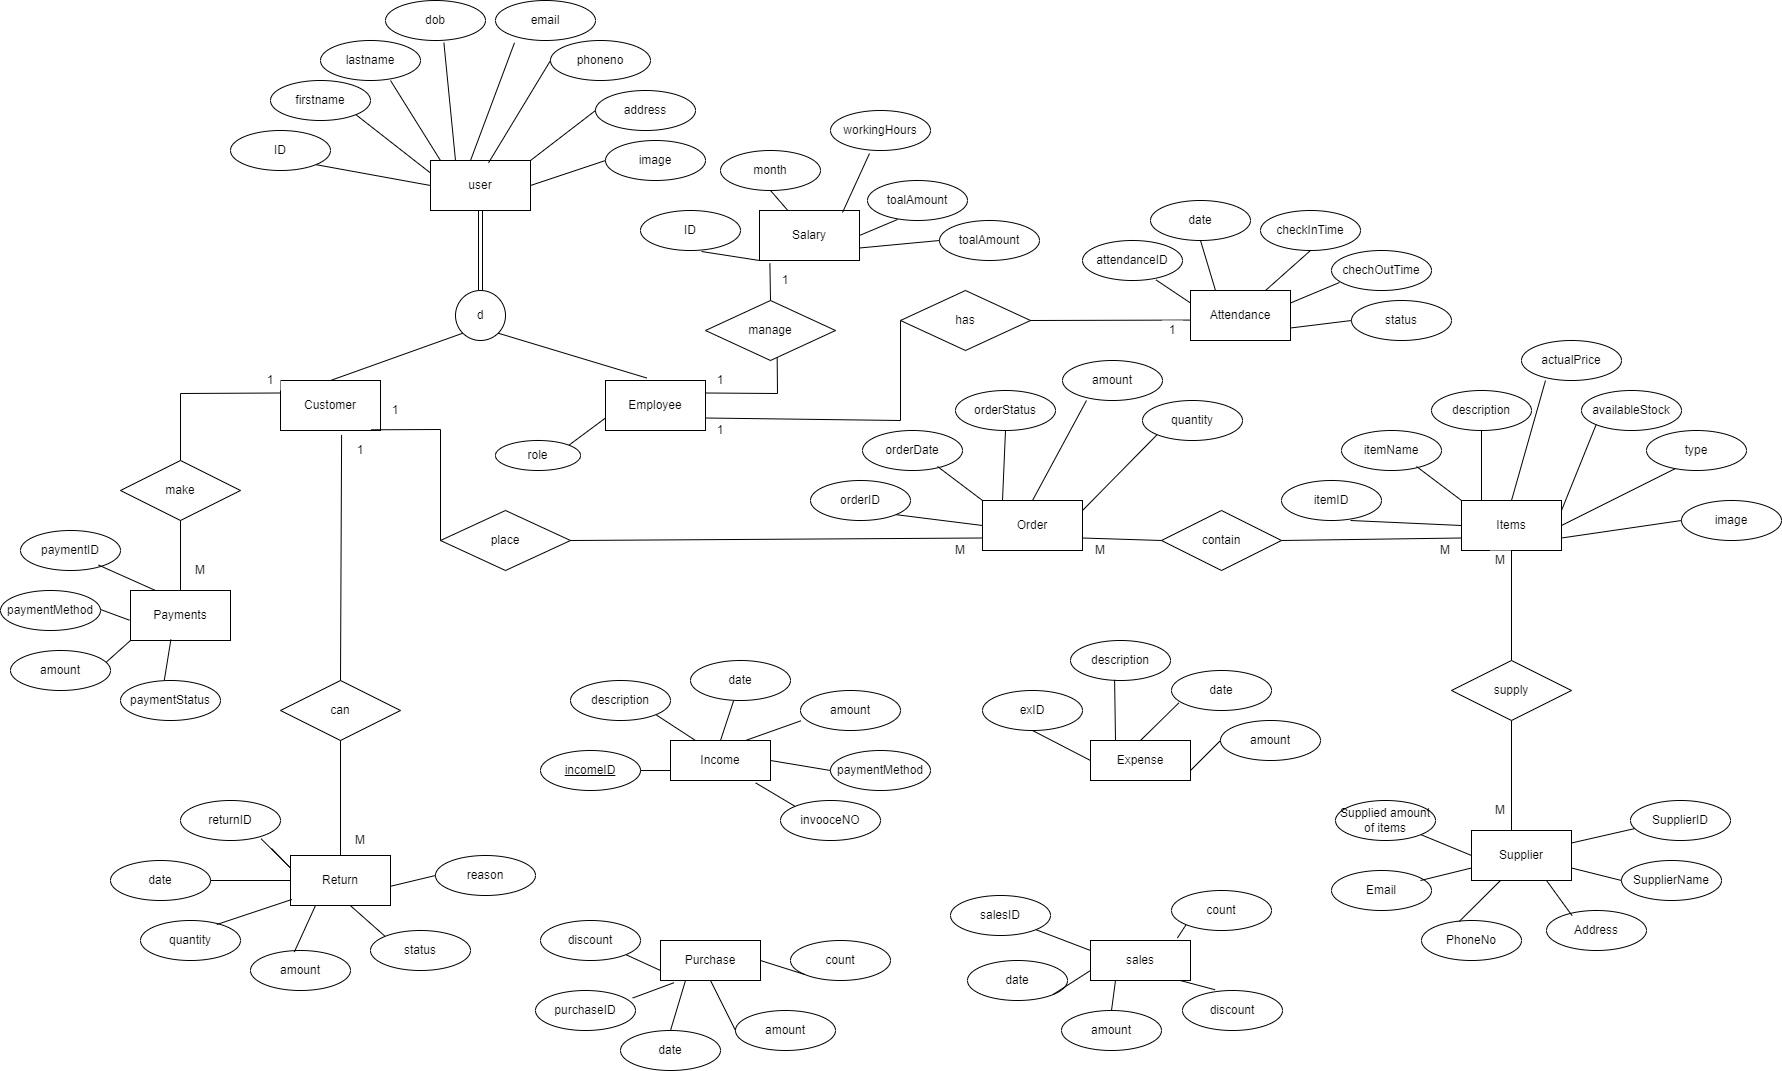 dob
email
lastname
phoneno
firstname
address
ID
image
user
d
workingHours
month
toalAmount
ID
Salary
toalAmount
1
manage
date
checkInTime
attendanceID
chechOutTime
Attendance
status
has
1
1
Customer
1
1
Employee
1
1
role
make
M
paymentID
paymentMethod
Payments
amount
paymentStatus
place
M
amount
orderStatus
quantity
orderDate
orderID
Order
M
contain
M
actualPrice
description
availableStock
itemName
type
itemID
Items
image
M
supply
M
Supplied amount
of items
SupplierID
Supplier
Email
SupplierName
PhoneNo
Address
can
M
returnID
date
Return
reason
quantity
status
amount
date
description
amount
incomeID
Income
paymentMethod
invooceNO
description
date
exID
amount
Expense
discount
Purchase
count
purchaseID
amount
date
salesID
count
date
sales
amount
discount